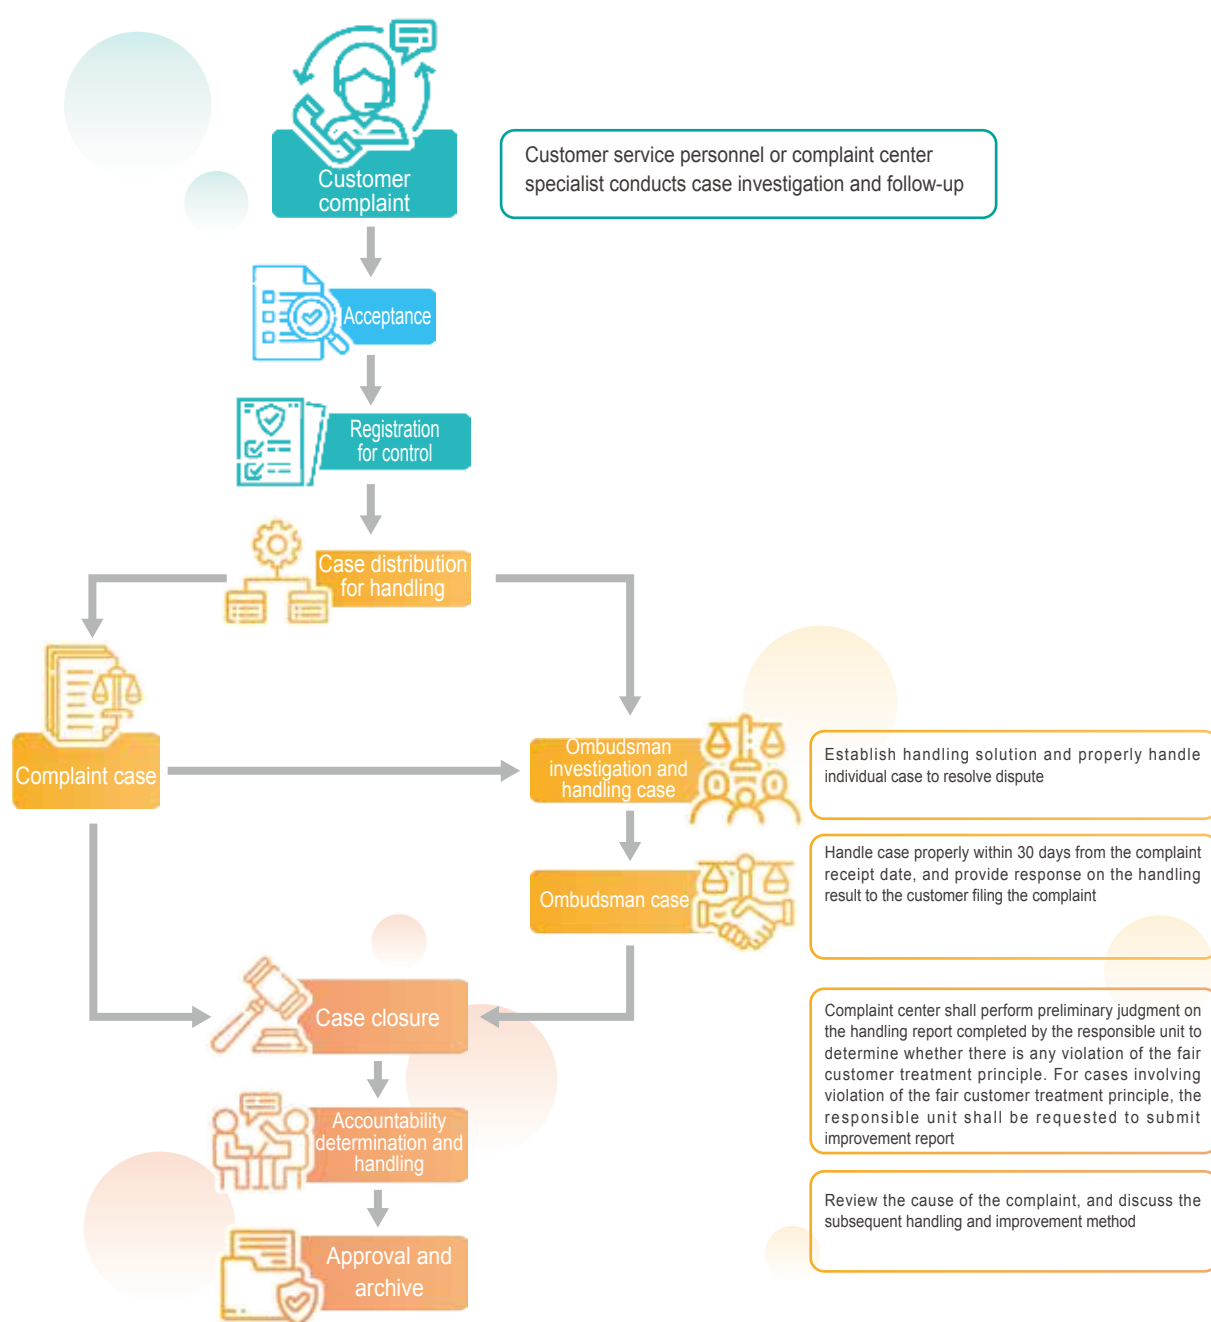 Customer
complaint
Customer service personnel or complaint center
specialist conducts case investigation and follow-up
Acceptance
Registration
for control
Case distribution
for handling
Complaint case
Ombudsman
investigation and
handling case
Establish handling solution and properly handle
individual case to resolve dispute
Ombudsman case
Handle case properly within 30 days from the complaint
receipt date, and provide response on the handling
result to the customer filing the complaint
Case closure
Complaint center shall perform preliminary judgment on
the handling report completed by the responsible unit to
determine whether there is any violation of the fair
customer treatment principle. For cases involving
violation of the fair customer treatment principle, the
responsible unit shall be requested to submit
improvement report
Accountability
determination and
handling
Review the cause of the complaint, and discuss the
subsequent handling and improvement method
Approval and
archive